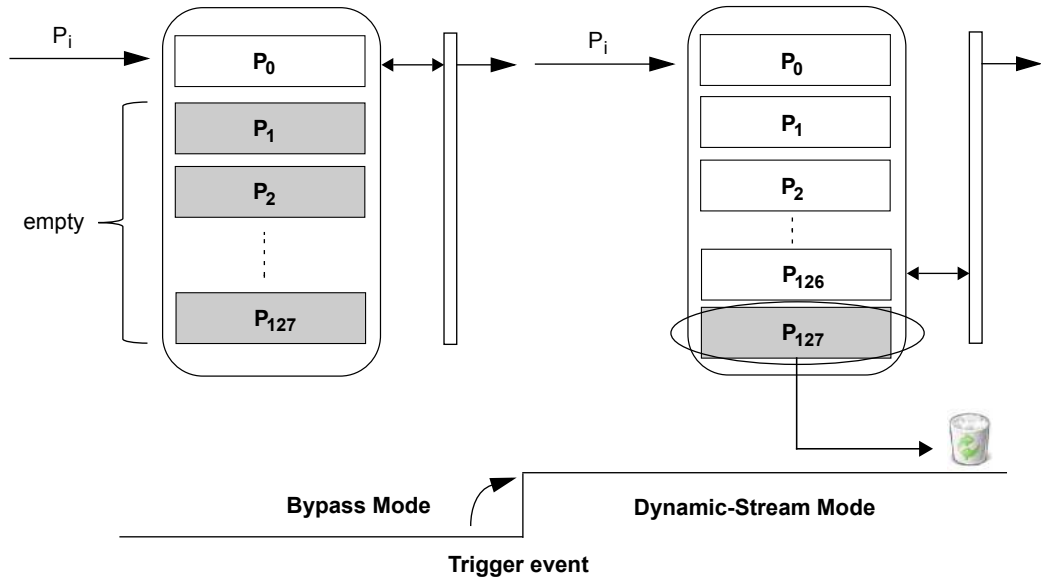 Pi
P0
P1
P2
P127
empty
Pi
P0
P1
P2
P126
P127
Bypass Mode
Dynamic-Stream Mode
Trigger event